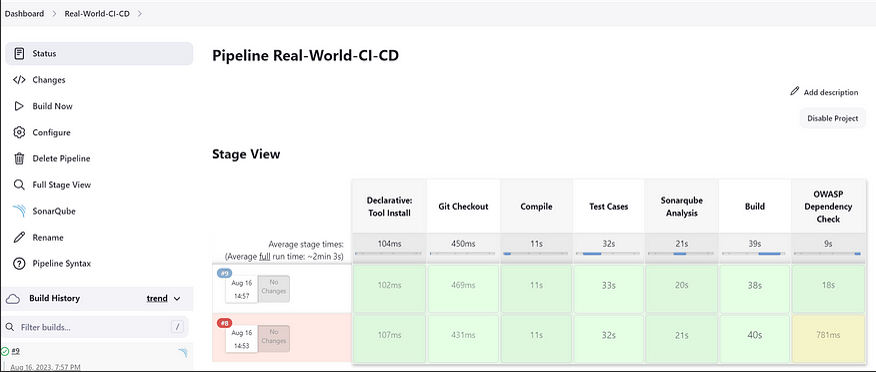 Dashboard > Real-World-CI-CD >
Status
Changes
Build Now
Configure
Delete Pipeline
Full Stage View
SonarQube
Rename
Pipeline Syntax
Build History trend
Filter builds... /
#9
Aug 16, 2023, 7:57 PM
Pipeline Real-World-CI-CD
Add description
Disable Project
Stage View
Declarative: Tool Install
Git Checkout
Compile
Test Cases
Sonarqube Analysis
Build
OWASP Dependency Check
Average stage times:
(Average full run time: ~2min 3s)
104ms 450ms 11s 32s 21s 39s 9s
#9
Aug 16
14:57
No Changes
102ms 469ms 11s 33s 20s 38s 18s
#8
Aug 16
14:53
No Changes
107ms 431ms 11s 32s 21s 40s 781ms